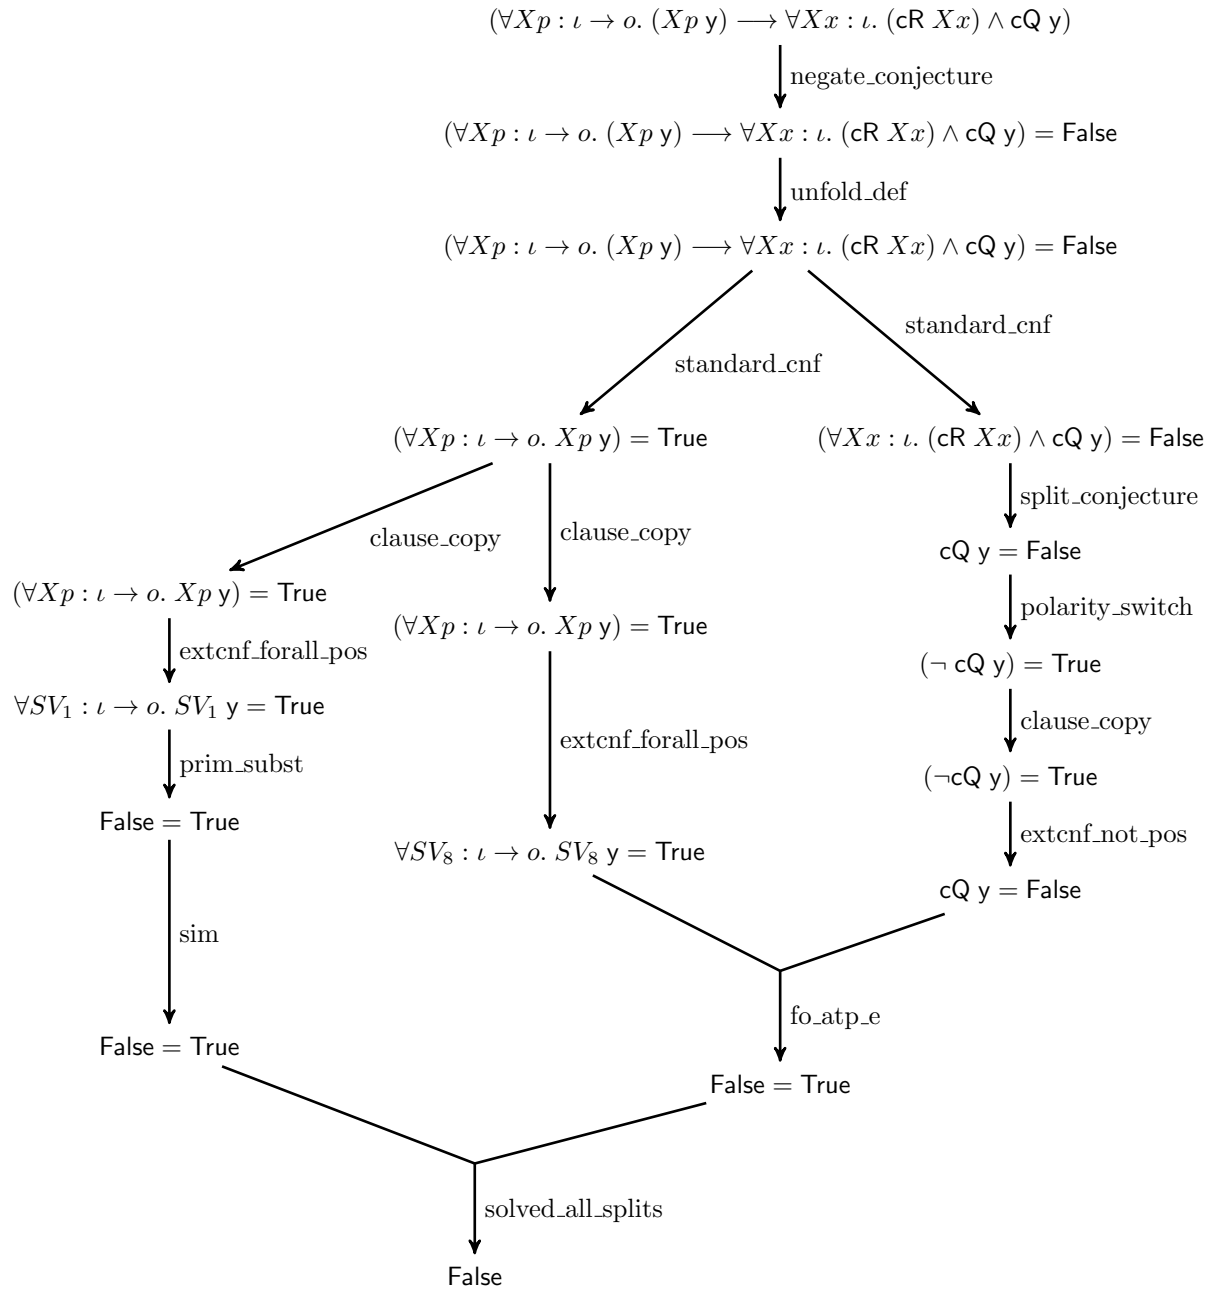 (∀Xp : ι → o. (Xp y) ⟶ ∀Xx : ι. (cR Xx) ∧ cQ y)
negate_conjecture
(∀Xp : ι → o. (Xp y) ⟶ ∀Xx : ι. (cR Xx) ∧ cQ y) = False
unfold_def
(∀Xp : ι → o. (Xp y) ⟶ ∀Xx : ι. (cR Xx) ∧ cQ y) = False
standard_cnf
standard_cnf
(∀Xp : ι → o. Xp y) = True
(∀Xx : ι. (cR Xx) ∧ cQ y) = False
split_conjecture
clause_copy
clause_copy
cQ y = False
(∀Xp : ι → o. Xp y) = True
polarity_switch
(∀Xp : ι → o. Xp y) = True
extcnf_forall_pos
(¬ cQ y) = True
∀SV₁ : ι → o. SV₁ y = True
clause_copy
extcnf_forall_pos
prim_subst
(¬cQ y) = True
False = True
extcnf_not_pos
∀SV₈ : ι → o. SV₈ y = True
cQ y = False
sim
fo_atp_e
False = True
False = True
solved_all_splits
False